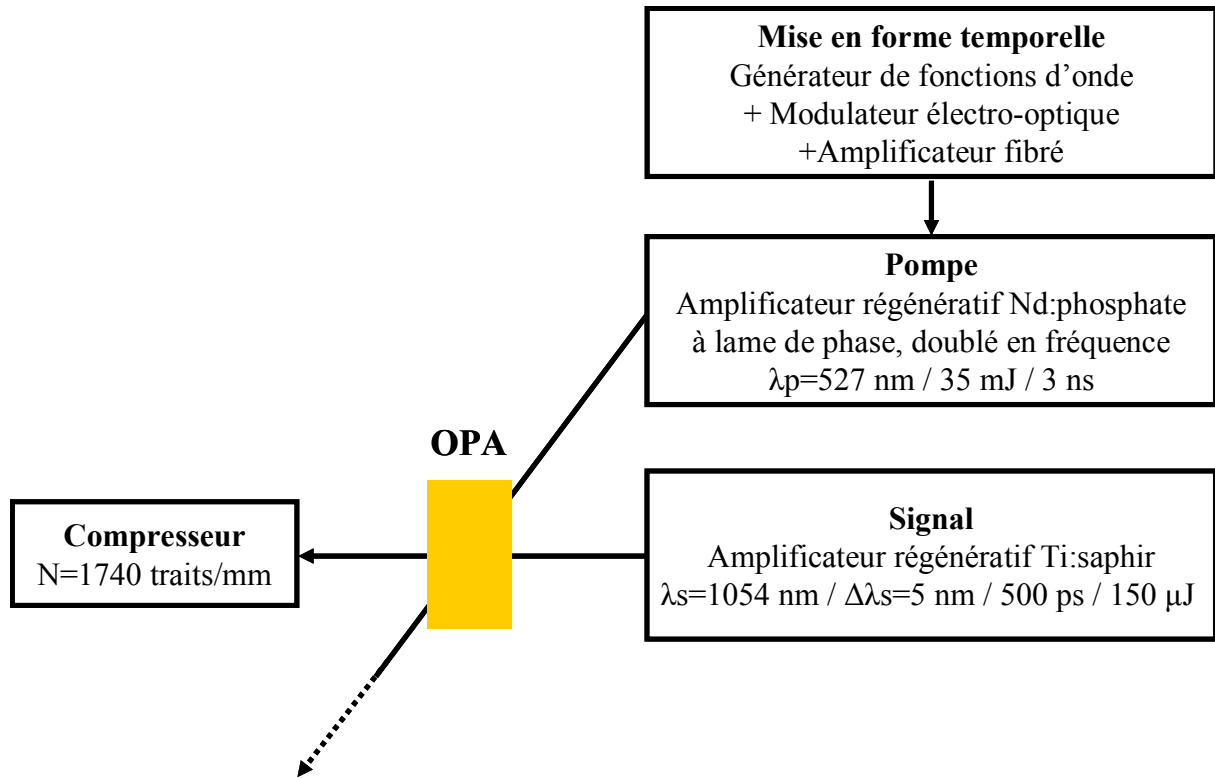 Mise en forme temporelle
Générateur de fonctions d’onde
+ Modulateur électro-optique
+Amplificateur fibré
Pompe
Amplificateur régénératif Nd:phosphate
à lame de phase, doublé en fréquence
λp=527 nm / 35 mJ / 3 ns
OPA
Signal
Amplificateur régénératif Ti:saphir
λs=1054 nm / Δλs=5 nm / 500 ps / 150 μJ
Compresseur
N=1740 traits/mm